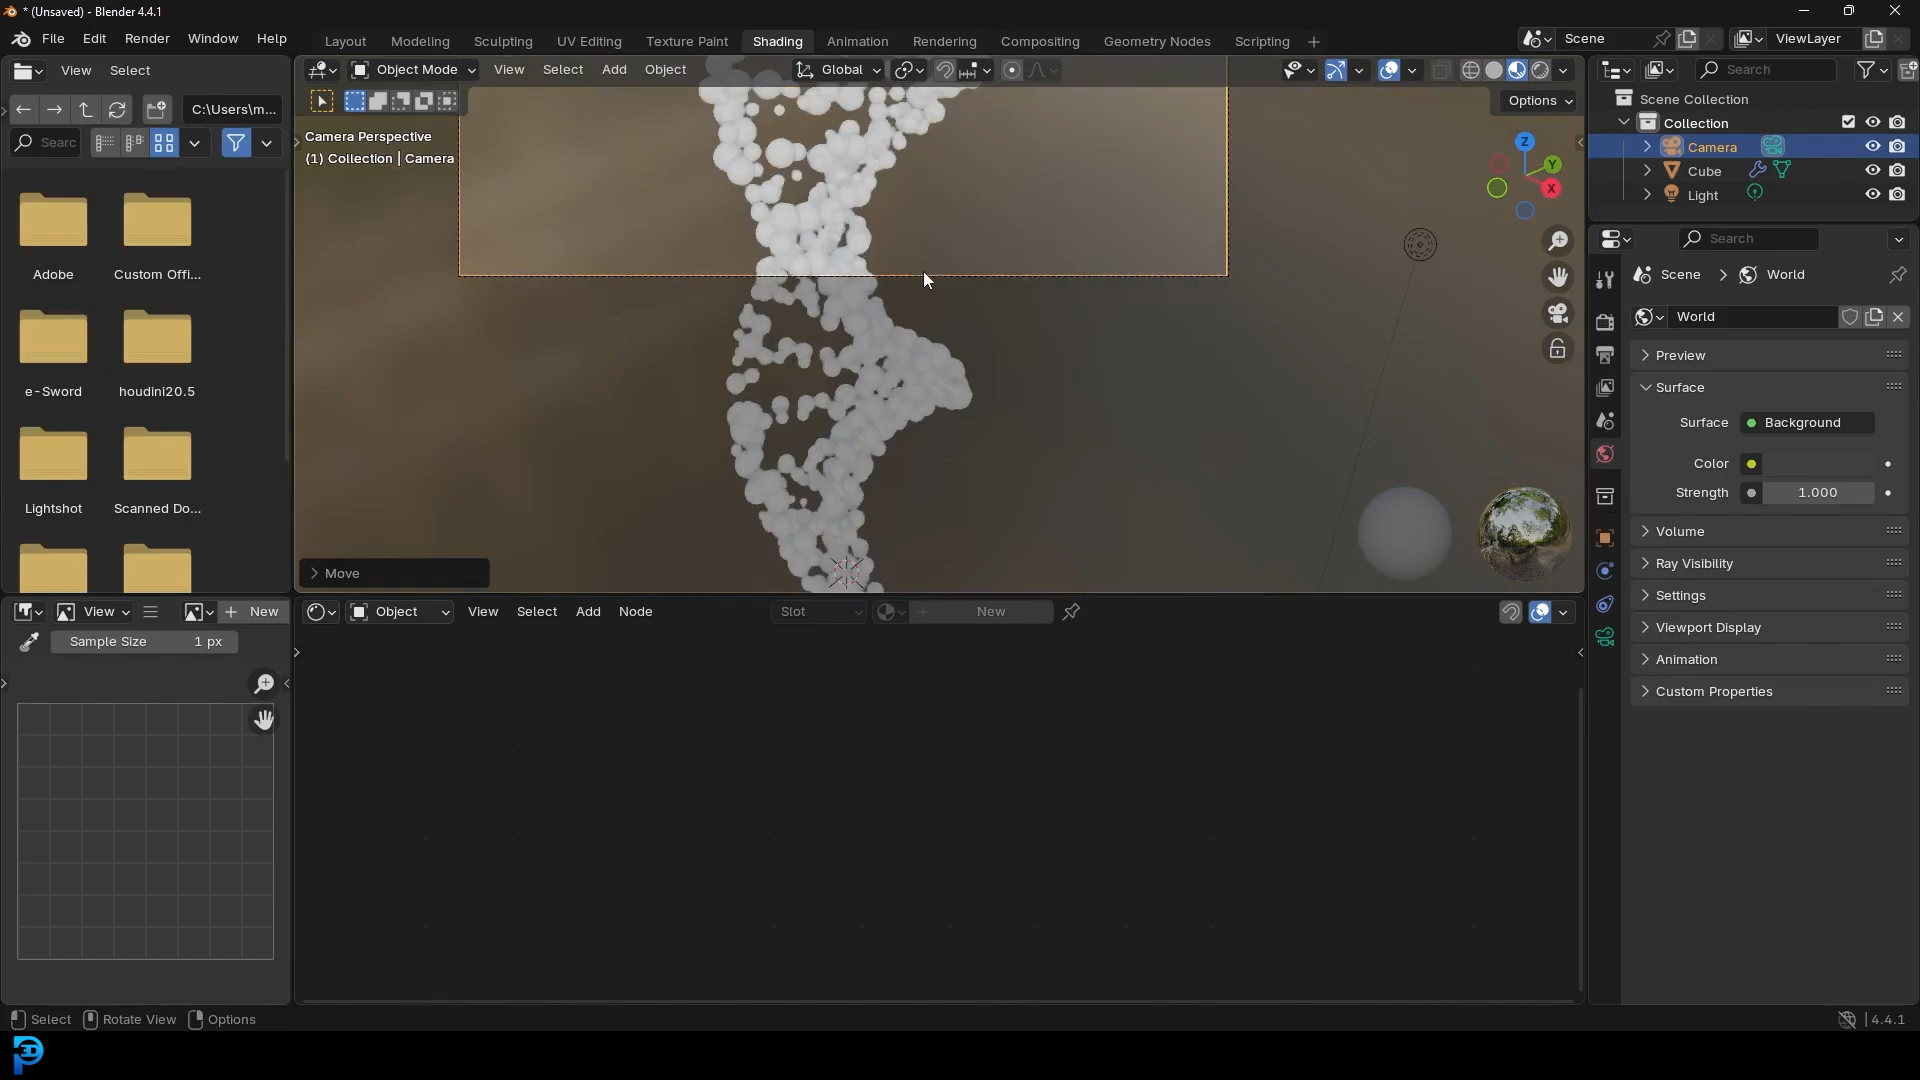 * (Unsaved) - Blender 4.4.1
File Edit Render Window Help
Layout Modeling Sculpting UV Editing Texture Paint Shading Animation Rendering Compositing Geometry Nodes Scripting
Scene
ViewLayer
View Select
Object Mode View Select Add Object
Global
Search
C:\Users\m...
Options
Scene Collection
Collection
Camera
Cube
Light
Searc
Camera Perspective
(1) Collection | Camera
Z
Y
X
Adobe
Custom Offi...
e-Sword
houdini20.5
Lightshot
Scanned Do...
Search
Scene
World
World
Preview
Surface
Surface Background
Color
Strength 1.000
Volume
Ray Visibility
Settings
Viewport Display
Animation
Custom Properties
Move
View
New
Sample Size 1 px
Object View Select Add Node
Slot
New
Select Rotate View Options
4.4.1